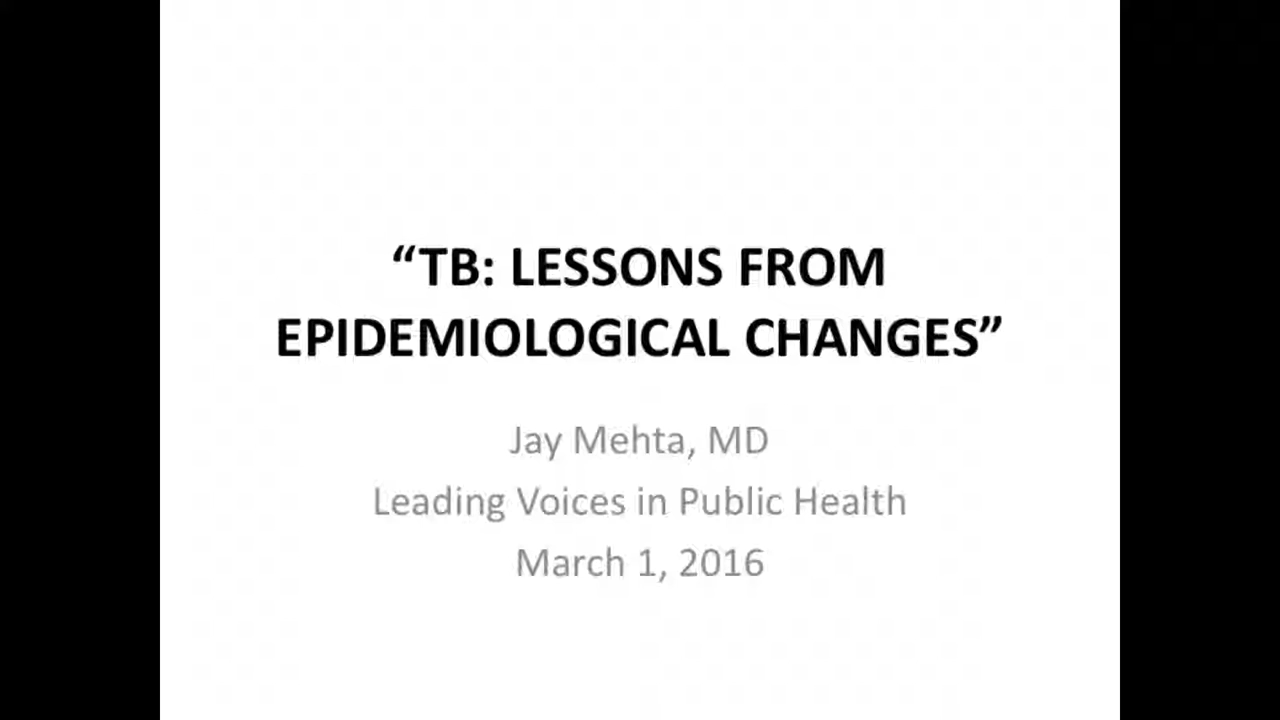 “TB: LESSONS FROM
EPIDEMIOLOGICAL CHANGES”
Jay Mehta, MD
Leading Voices in Public Health
March 1, 2016